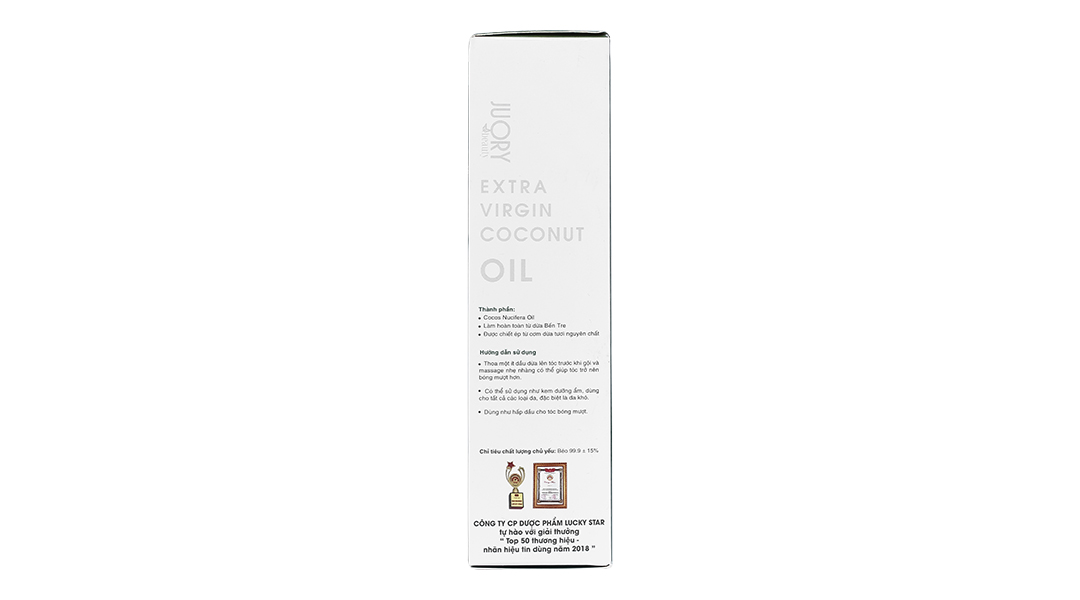 JUORY
EXTRA
VIRGIN
COCONUT
OIL
Thành phần:
• Cocos Nucifera Oil
• Làm hoàn toàn từ dừa Bến Tre
• Được chiết ép từ cơm dừa tươi nguyên chất
Hướng dẫn sử dụng
• Thoa một ít dầu dừa lên tóc trước khi gội và
massage nhẹ nhàng có thể giúp tóc trở nên
bóng mượt hơn.
• Có thể sử dụng như kem dưỡng ẩm, dùng
cho tất cả các loại da, đặc biệt là da khô.
• Dùng như hấp dầu cho tóc bóng mượt.
Chỉ tiêu chất lượng chủ yếu: Béo 99.9 ± 15%
CÔNG TY CP DƯỢC PHẨM LUCKY STAR
tự hào với giải thưởng
" Top 50 thương hiệu -
nhãn hiệu tin dùng năm 2018 "